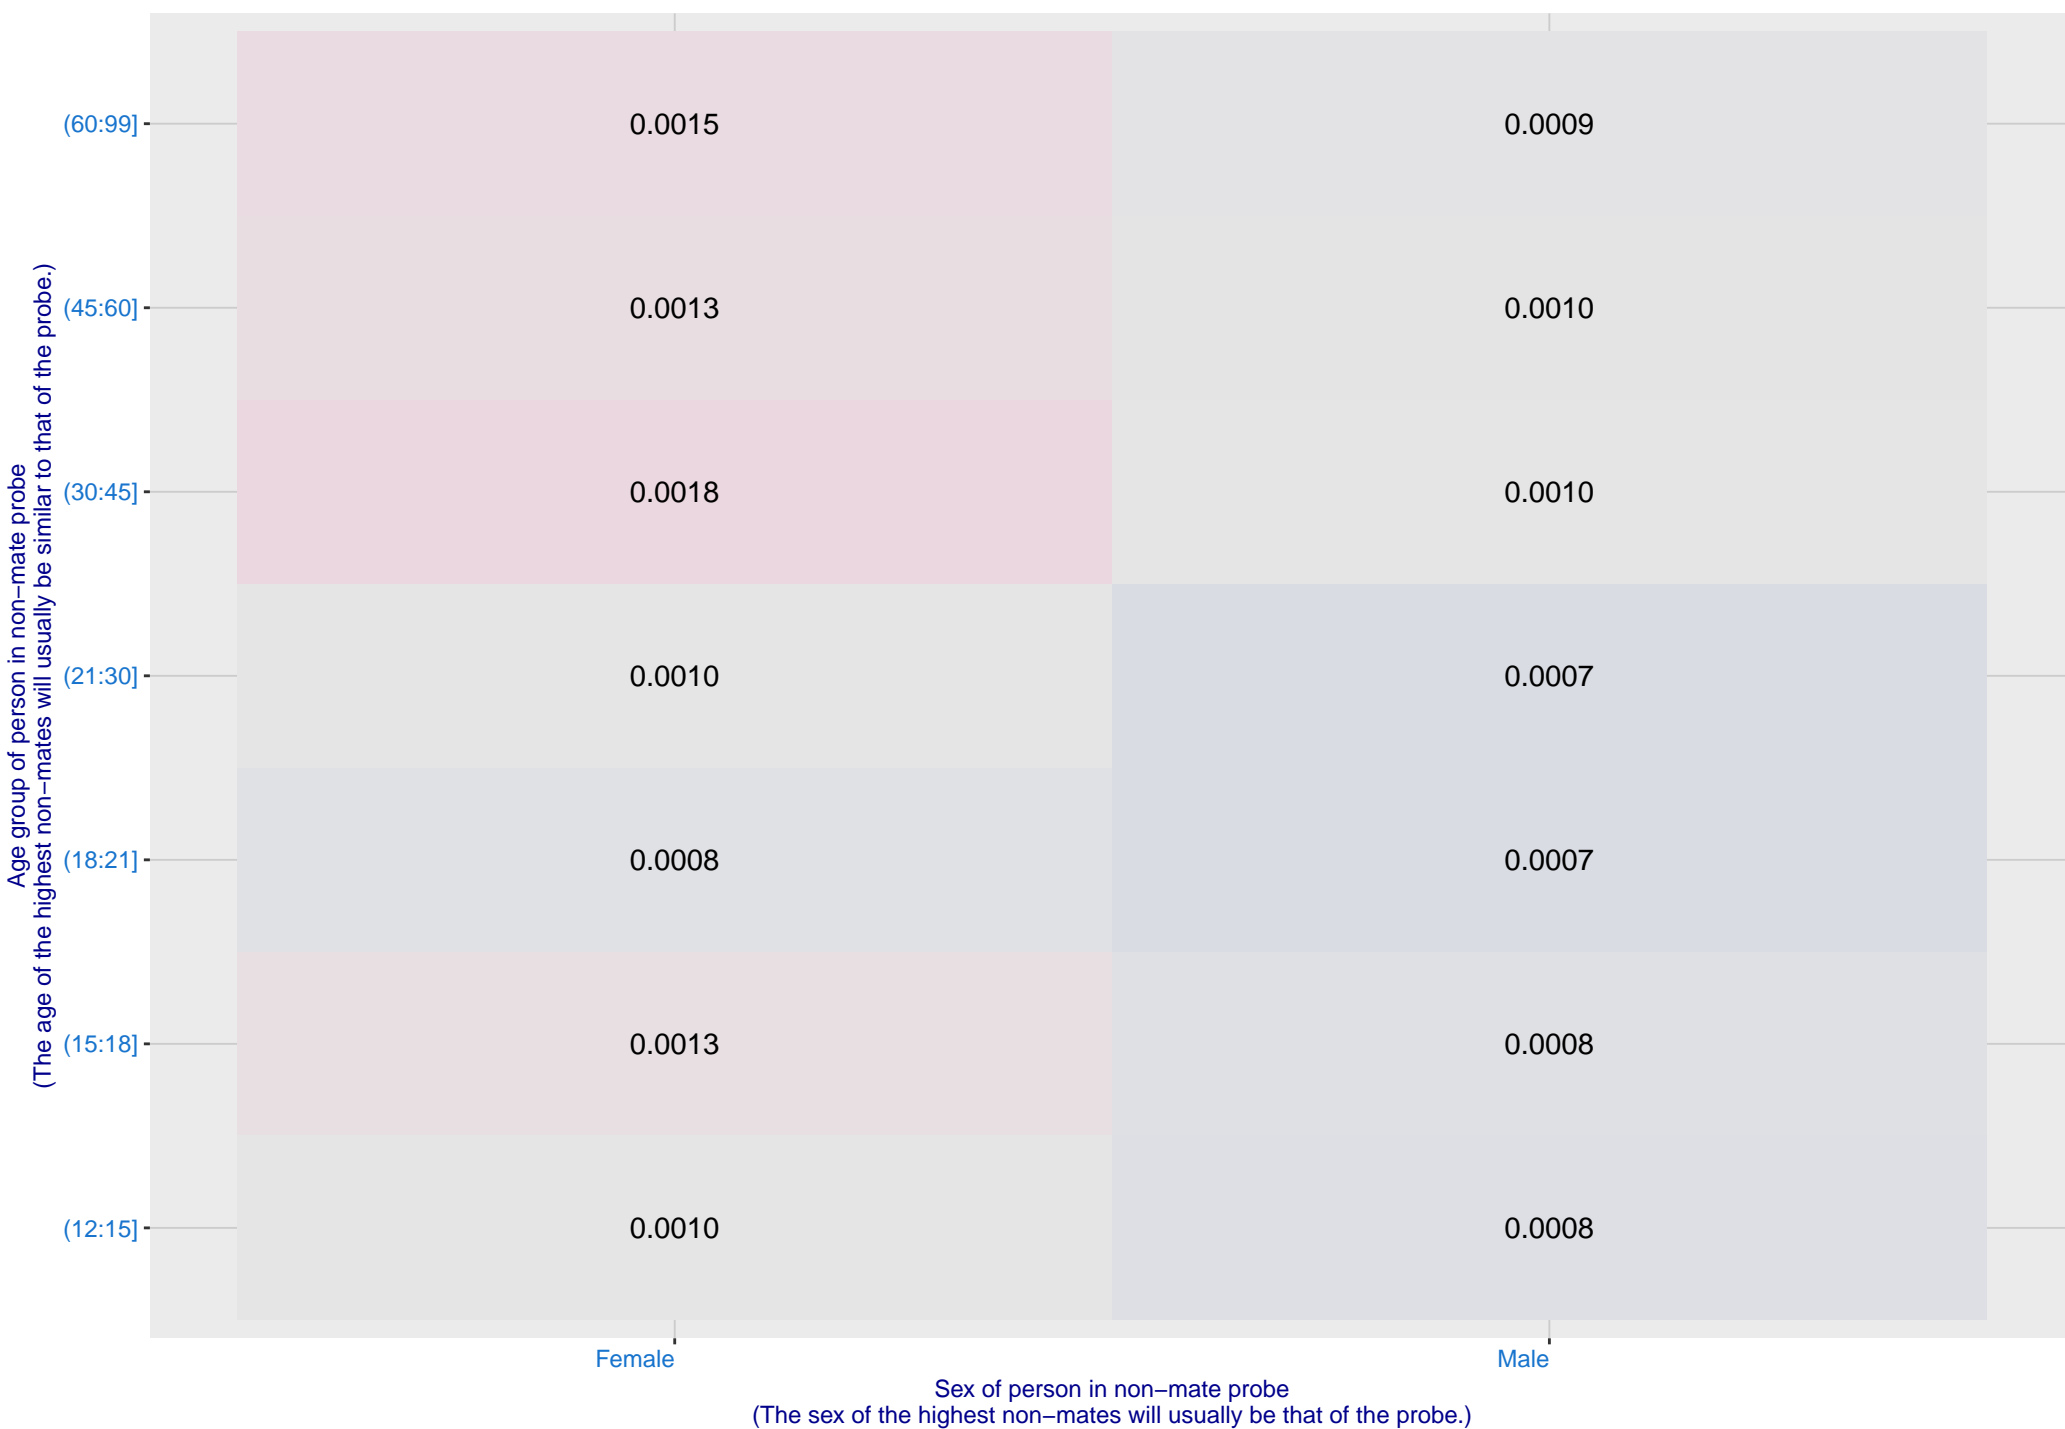 Age group of person in non−mate probe
(The age of the highest non−mates will usually be similar to that of the probe.)
(60:99] 0.0015 0.0009
(45:60] 0.0013 0.0010
(30:45] 0.0018 0.0010
(21:30] 0.0010 0.0007
(18:21] 0.0008 0.0007
(15:18] 0.0013 0.0008
(12:15] 0.0010 0.0008
Female Male
Sex of person in non−mate probe
(The sex of the highest non−mates will usually be that of the probe.)